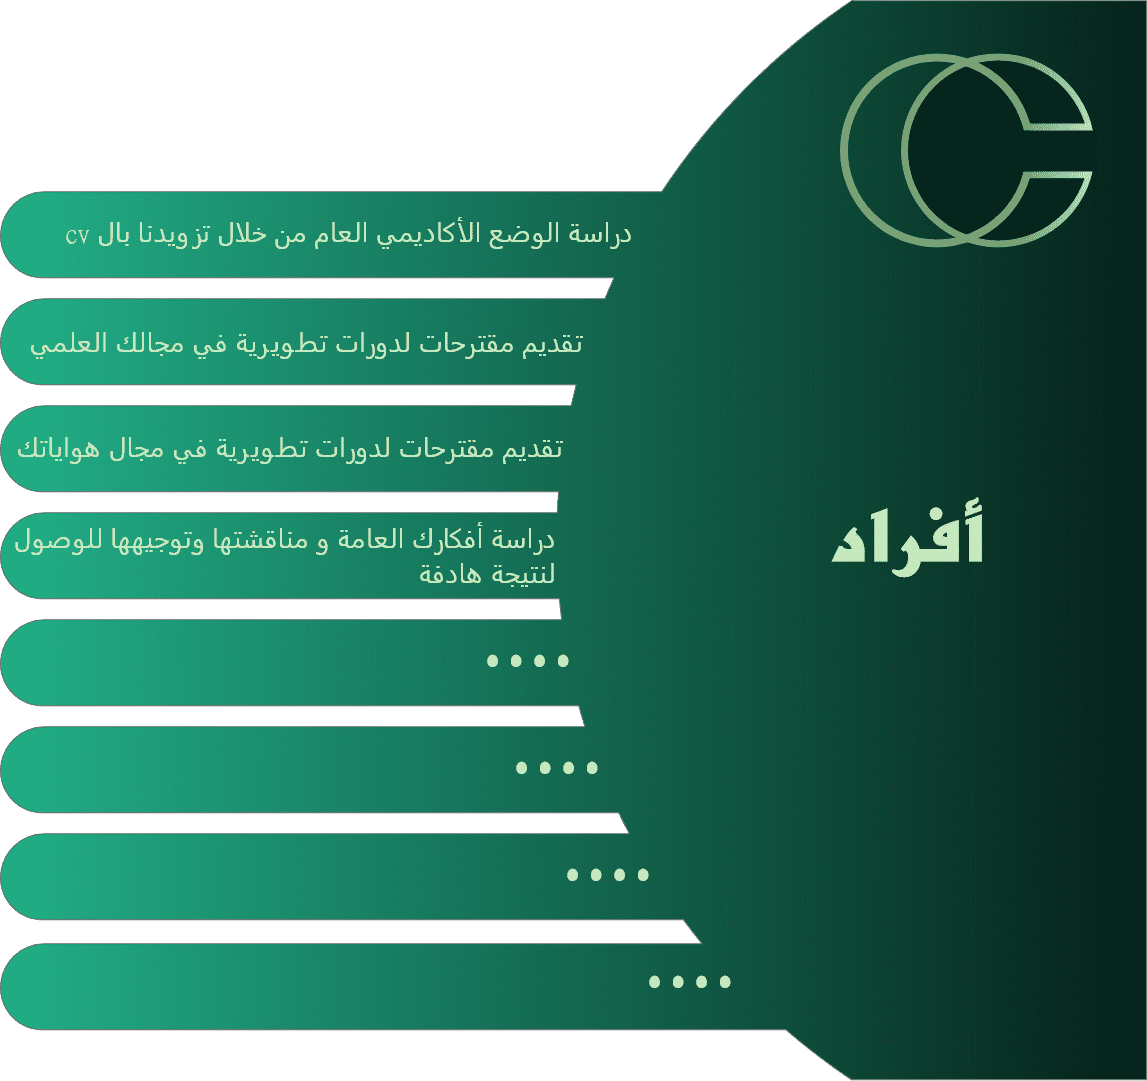 دراسة الوضع الأكاديمي العام من خلال تزويدنا بال cv
تقديم مقترحات لدورات تطويرية في مجالك العلمي
تقديم مقترحات لدورات تطويرية في مجال هواياتك
دراسة أفكارك العامة و مناقشتها وتوجيهها للوصول
لنتيجة هادفة
أفراد
....
....
....
....